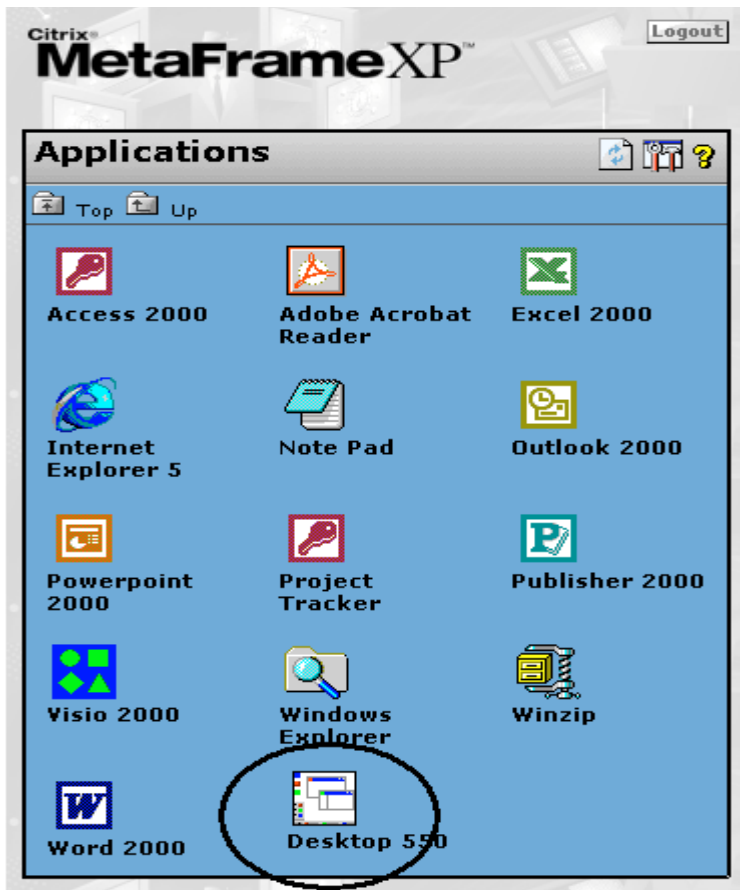 Citrix®
MetaFrameXP™
Logout
Applications
Top Up
Access 2000
Adobe Acrobat
Reader
Excel 2000
Internet
Explorer 5
Note Pad
Outlook 2000
Powerpoint
2000
Project
Tracker
Publisher 2000
Visio 2000
Windows
Explorer
Winzip
Word 2000
Desktop 550